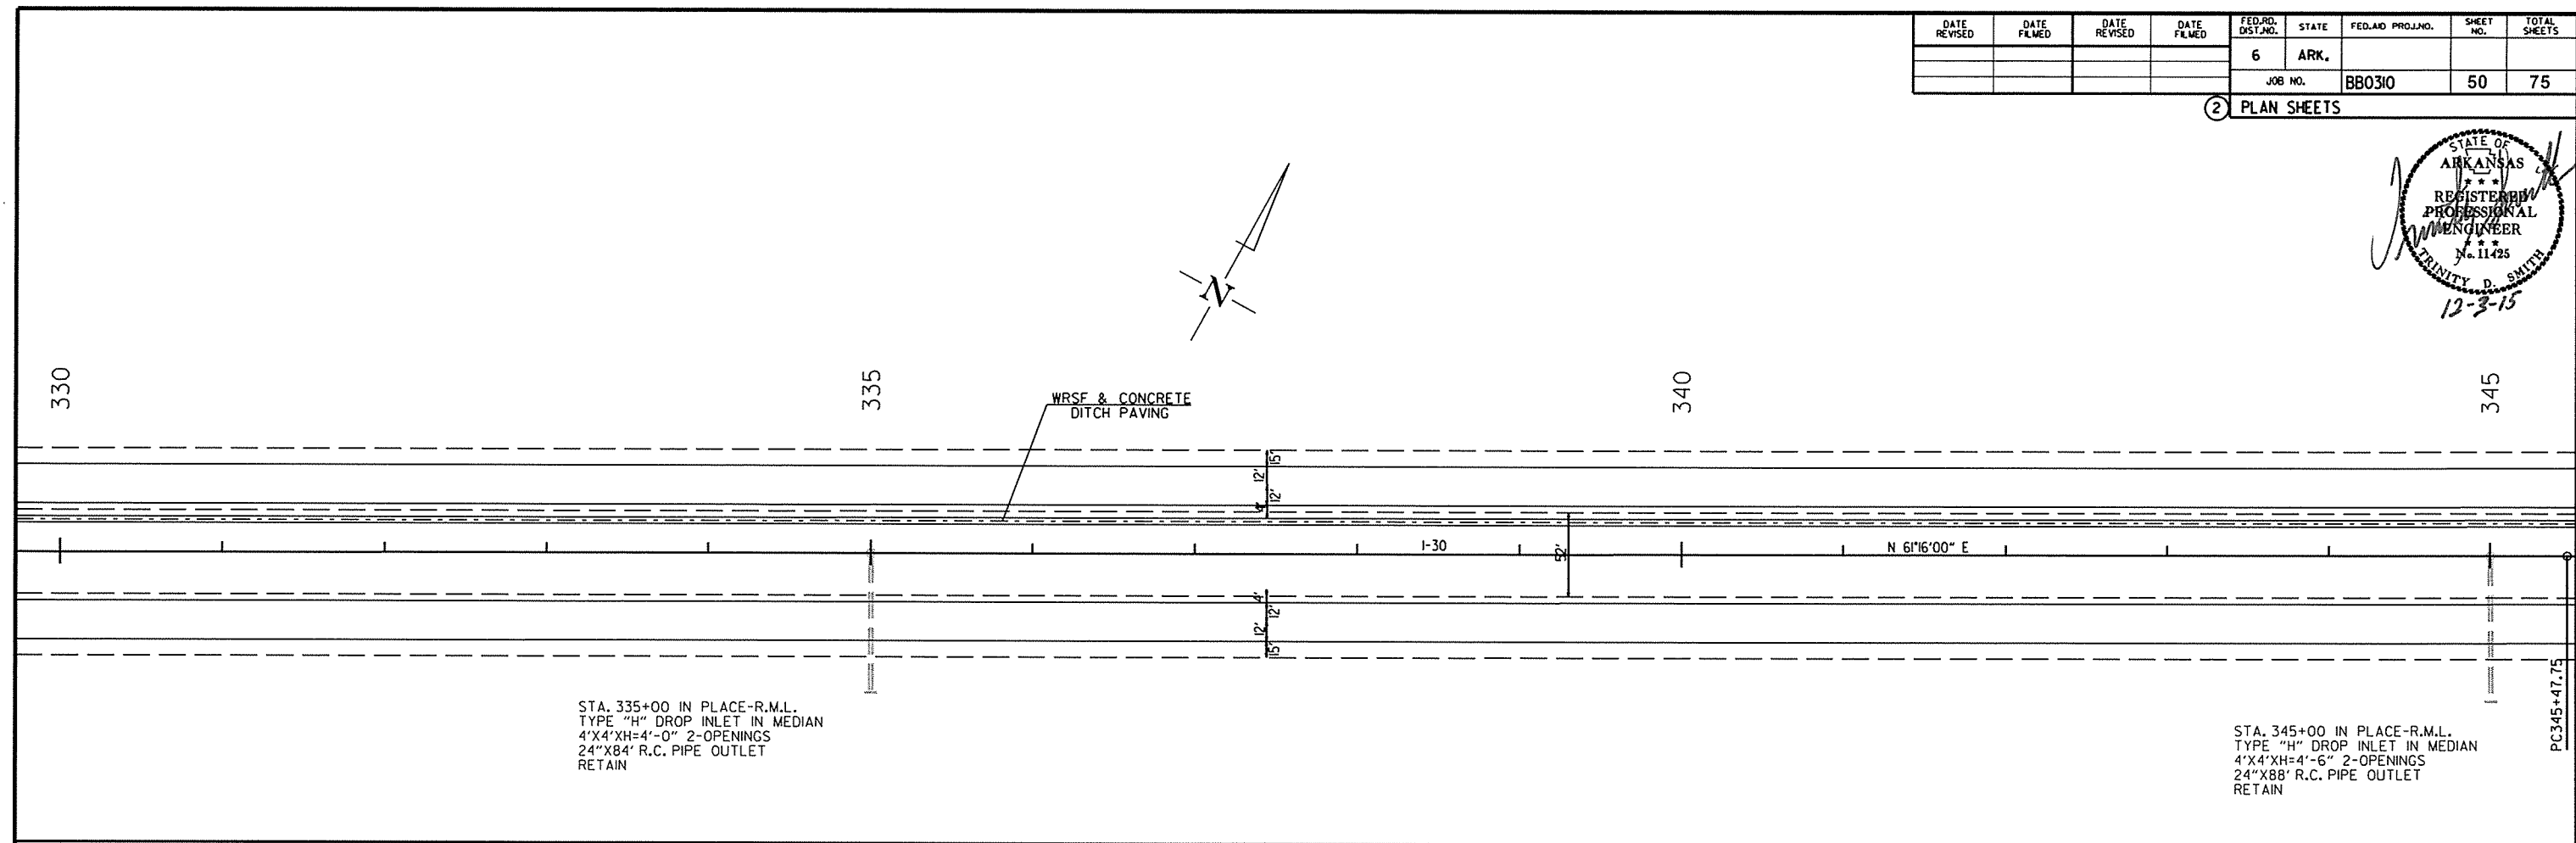 DATE REVISED
DATE FILMED
DATE REVISED
DATE FILMED
FED.RD. DIST.NO.
STATE
FED.AID PROJ.NO.
SHEET NO.
TOTAL SHEETS
6
ARK.
JOB NO.
BB0310
50
75
2
PLAN SHEETS
STATE OF
ARKANSAS
★ ★ ★
REGISTERED
PROFESSIONAL
ENGINEER
★ ★ ★
No. 11425
TRINITY D. SMITH
12-3-15
N
330
335
340
345
WRSF & CONCRETE
DITCH PAVING
15'
12'
12'
4'
I-30
52'
N 61°16'00" E
4'
12'
12'
15'
PC345+47.75
STA. 335+00 IN PLACE-R.M.L.
TYPE "H" DROP INLET IN MEDIAN
4'X4'XH=4'-0" 2-OPENINGS
24"X84' R.C. PIPE OUTLET
RETAIN
STA. 345+00 IN PLACE-R.M.L.
TYPE "H" DROP INLET IN MEDIAN
4'X4'XH=4'-6" 2-OPENINGS
24"X88' R.C. PIPE OUTLET
RETAIN